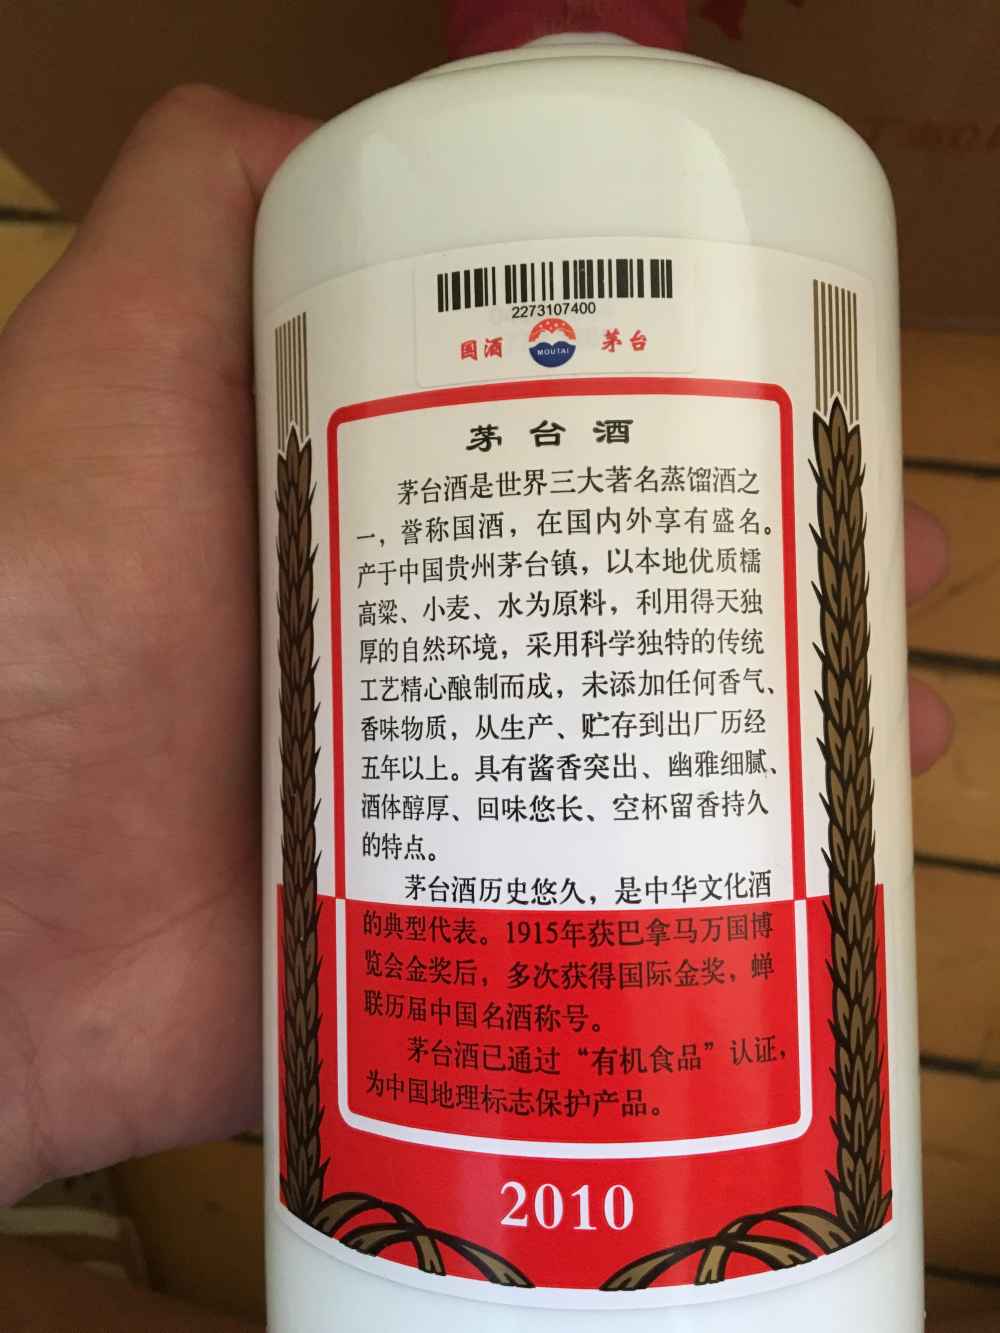 2273107400
国酒 MOUTAI 茅台
茅台酒
茅台酒是世界三大著名蒸馏酒之
一，誉称国酒，在国内外享有盛名。
产于中国贵州茅台镇，以本地优质糯
高粱、小麦、水为原料，利用得天独
厚的自然环境，采用科学独特的传统
工艺精心酿制而成，未添加任何香气、
香味物质，从生产、贮存到出厂历经
五年以上。具有酱香突出、幽雅细腻、
酒体醇厚、回味悠长、空杯留香持久
的特点。
茅台酒历史悠久，是中华文化酒
的典型代表。1915年获巴拿马万国博
览会金奖后，多次获得国际金奖，蝉
联历届中国名酒称号。
茅台酒已通过“有机食品”认证，
为中国地理标志保护产品。
2010